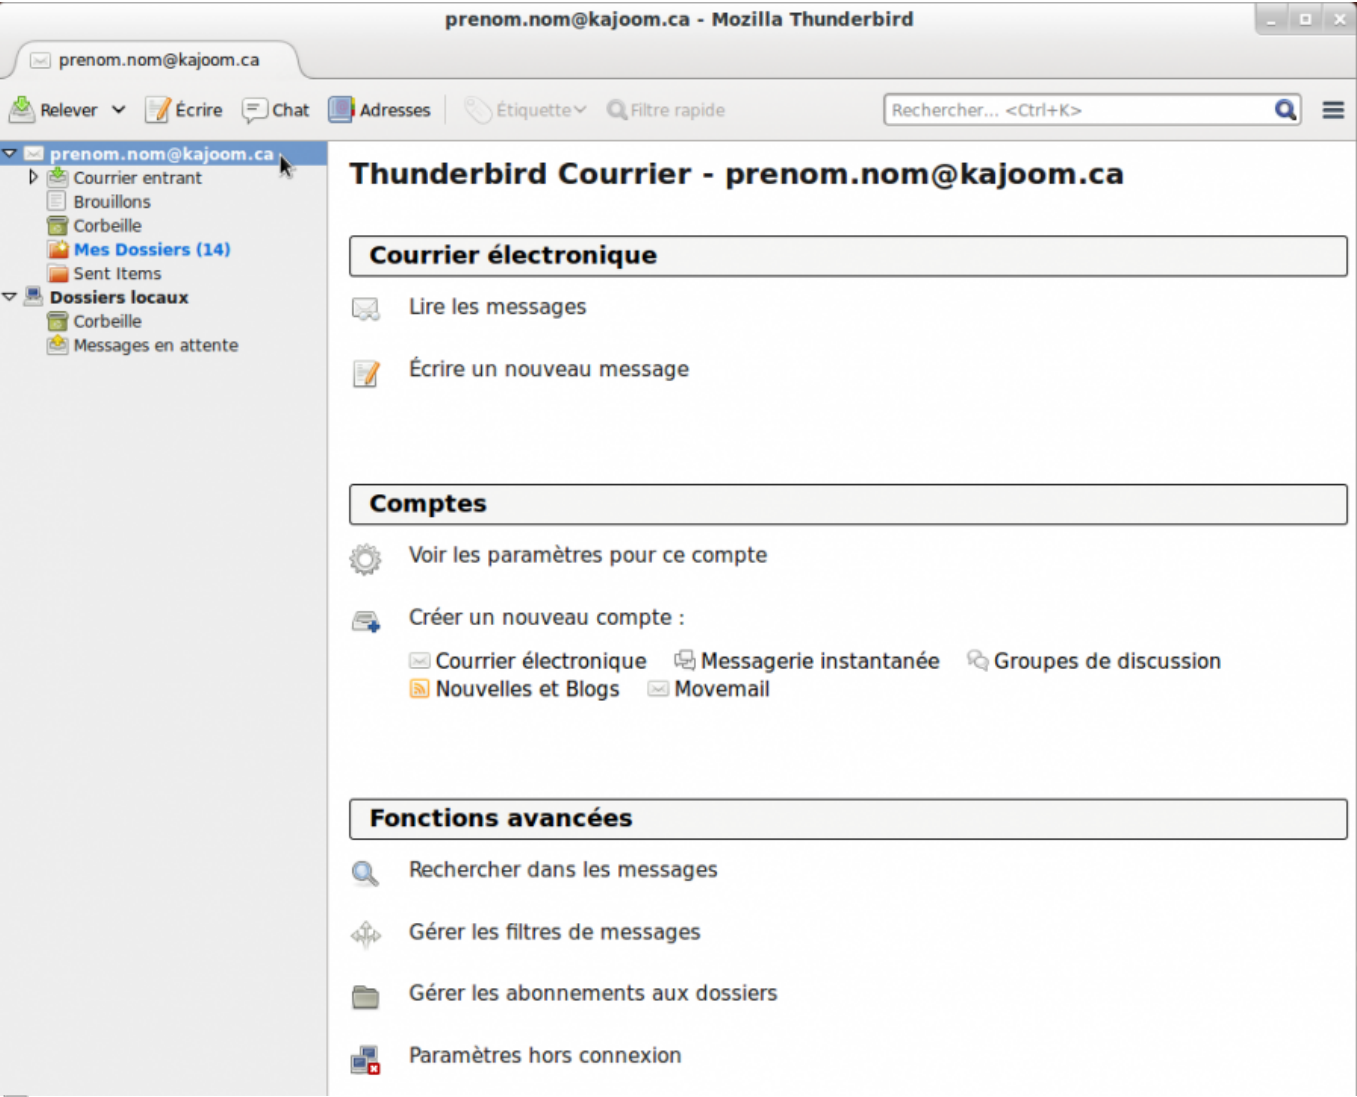 prenom.nom@kajoom.ca - Mozilla Thunderbird
prenom.nom@kajoom.ca
Relever Écrire Chat Adresses Étiquette Filtre rapide Rechercher... <Ctrl+K>
prenom.nom@kajoom.ca
Courrier entrant
Brouillons
Corbeille
Mes Dossiers (14)
Sent Items
Dossiers locaux
Corbeille
Messages en attente
Thunderbird Courrier - prenom.nom@kajoom.ca
Courrier électronique
Lire les messages
Écrire un nouveau message
Comptes
Voir les paramètres pour ce compte
Créer un nouveau compte :
Courrier électronique Messagerie instantanée Groupes de discussion
Nouvelles et Blogs Movemail
Fonctions avancées
Rechercher dans les messages
Gérer les filtres de messages
Gérer les abonnements aux dossiers
Paramètres hors connexion